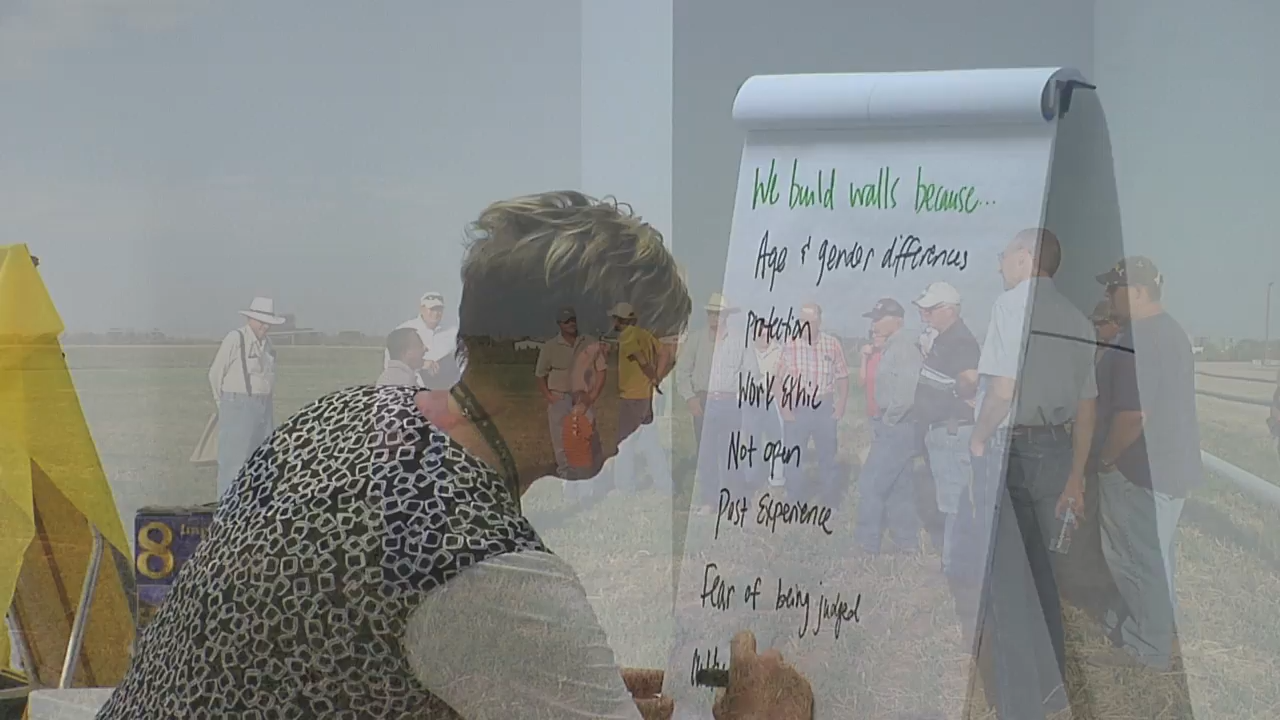 We build walls because...
Age & gender differences
Protection
Work Ethic
Not open
Past Experience
Fear of being judged
8